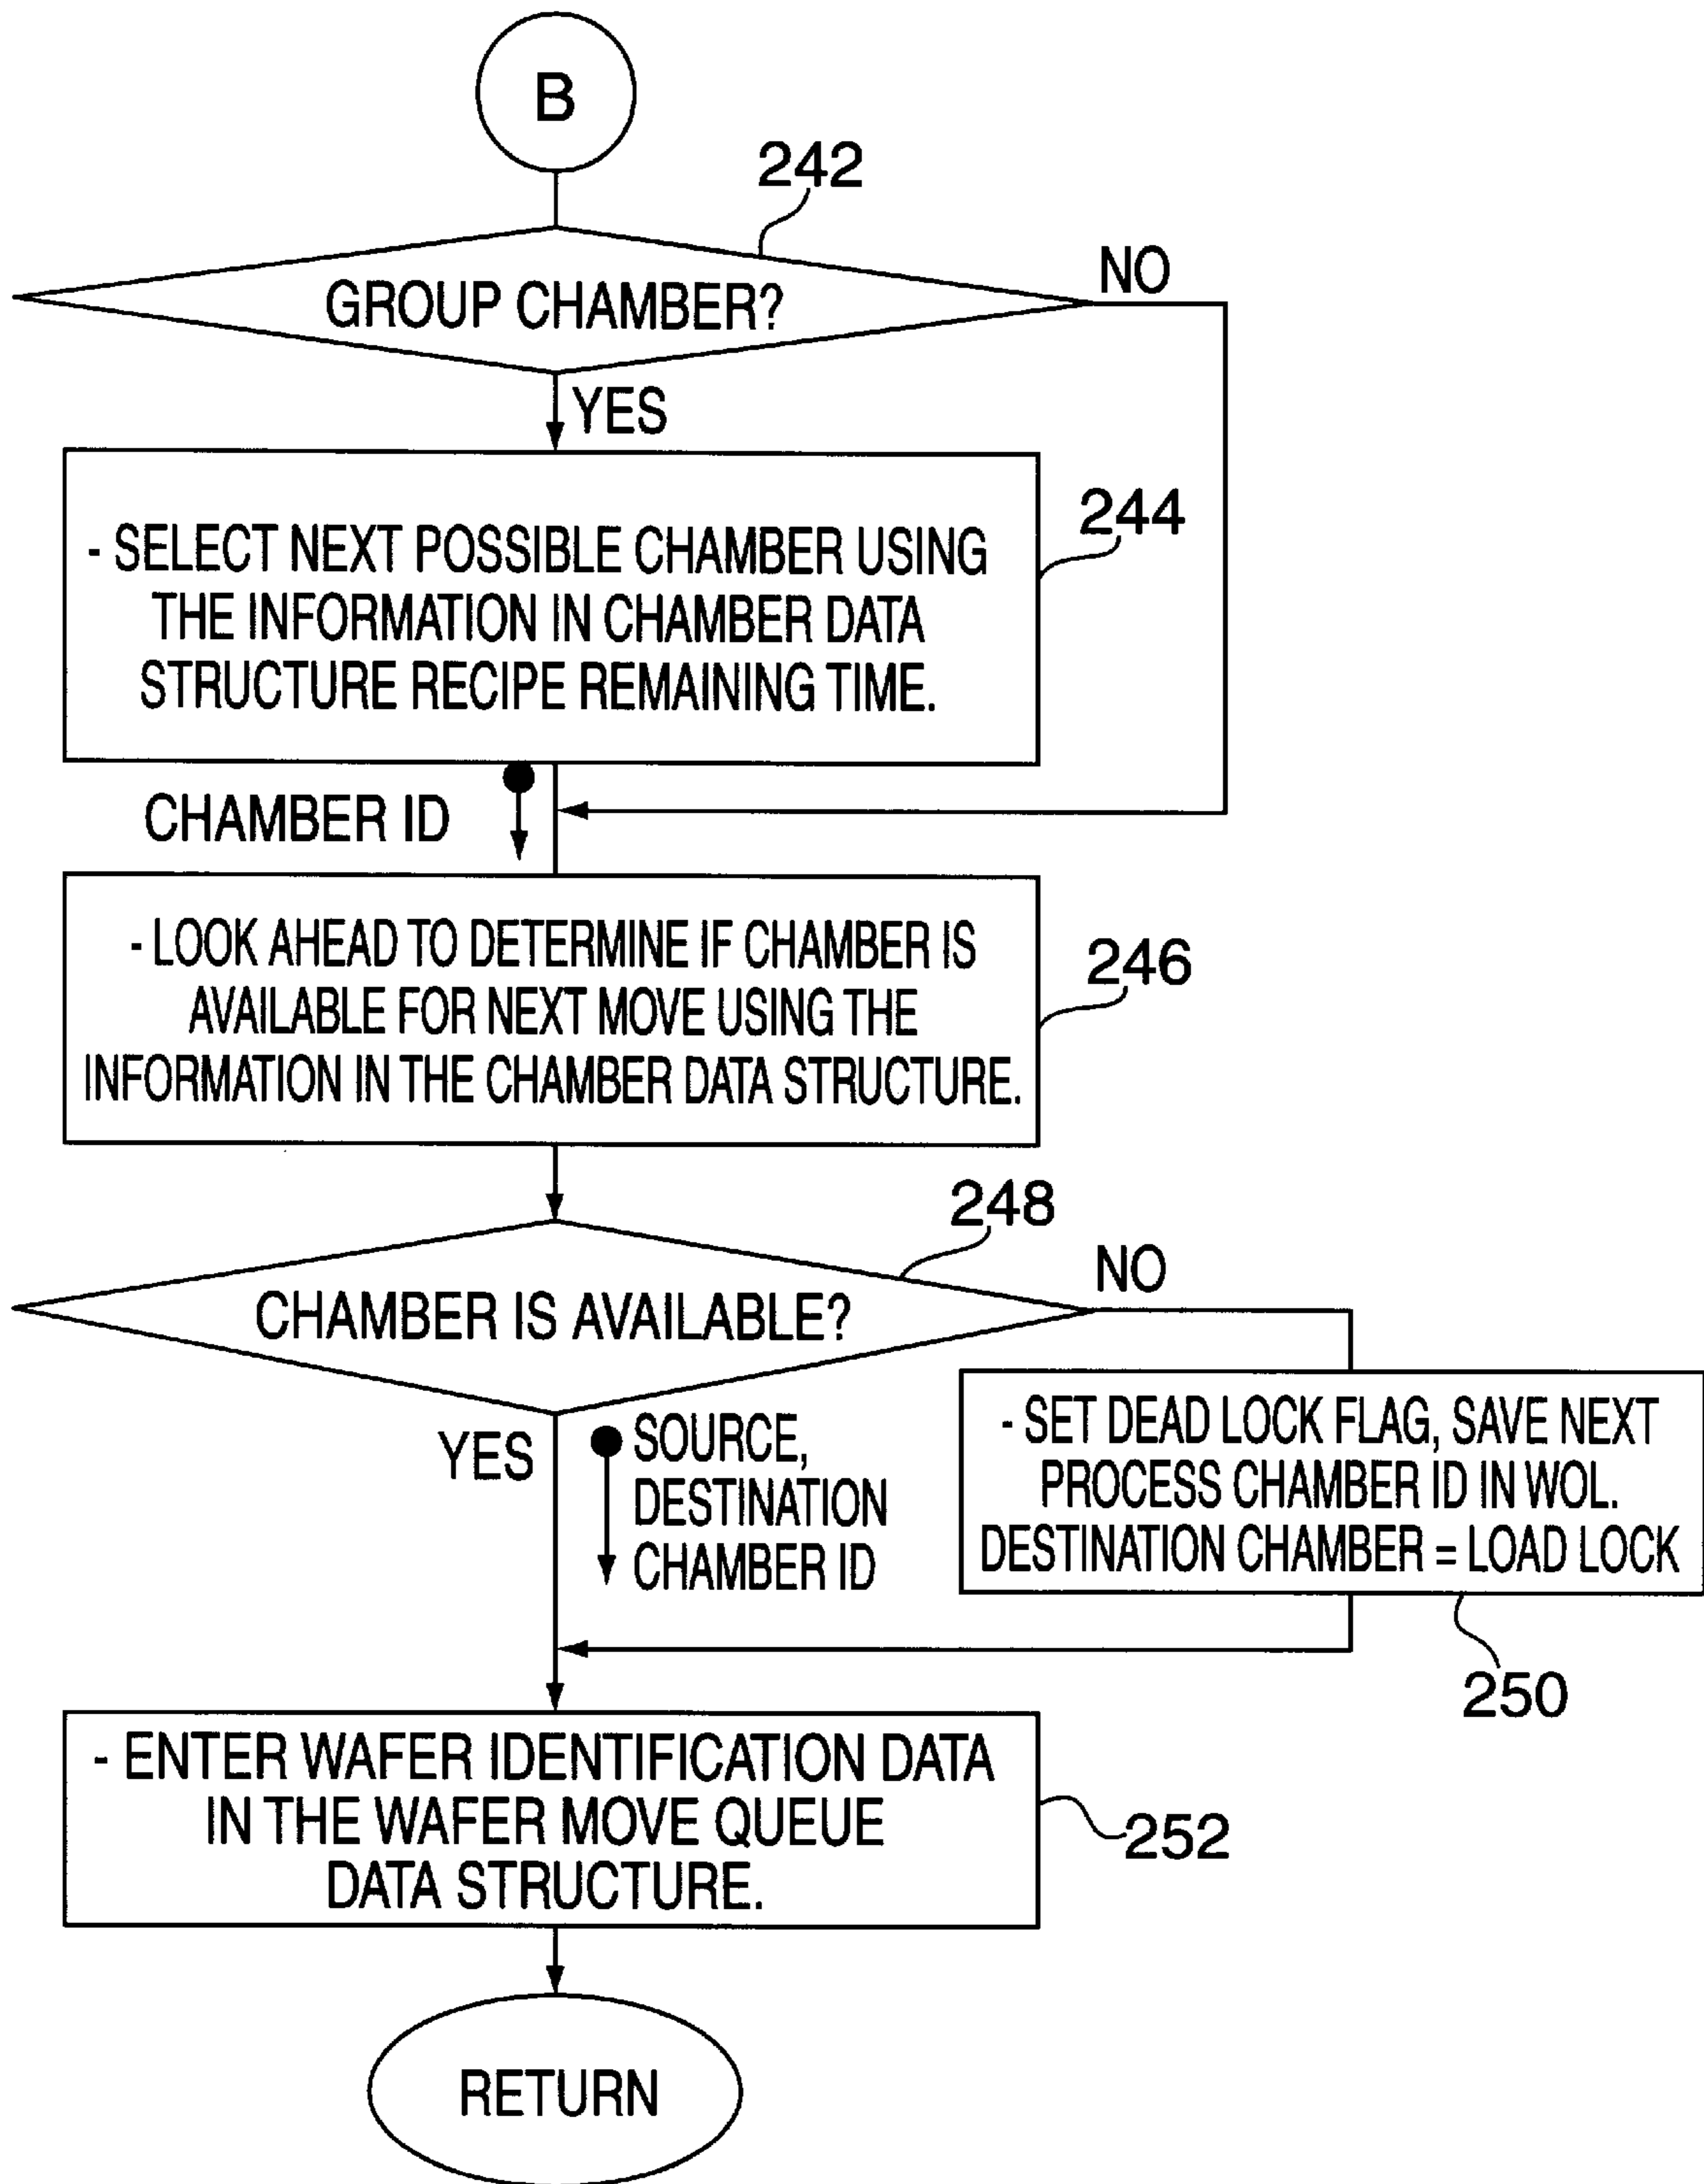 B
242
GROUP CHAMBER?
NO
YES
- SELECT NEXT POSSIBLE CHAMBER USING
THE INFORMATION IN CHAMBER DATA
STRUCTURE RECIPE REMAINING TIME.
244
CHAMBER ID
- LOOK AHEAD TO DETERMINE IF CHAMBER IS
AVAILABLE FOR NEXT MOVE USING THE
INFORMATION IN THE CHAMBER DATA STRUCTURE.
246
248
CHAMBER IS AVAILABLE?
NO
YES
SOURCE,
DESTINATION
CHAMBER ID
- SET DEAD LOCK FLAG, SAVE NEXT
PROCESS CHAMBER ID IN WOL.
DESTINATION CHAMBER = LOAD LOCK
250
- ENTER WAFER IDENTIFICATION DATA
IN THE WAFER MOVE QUEUE
DATA STRUCTURE.
252
RETURN